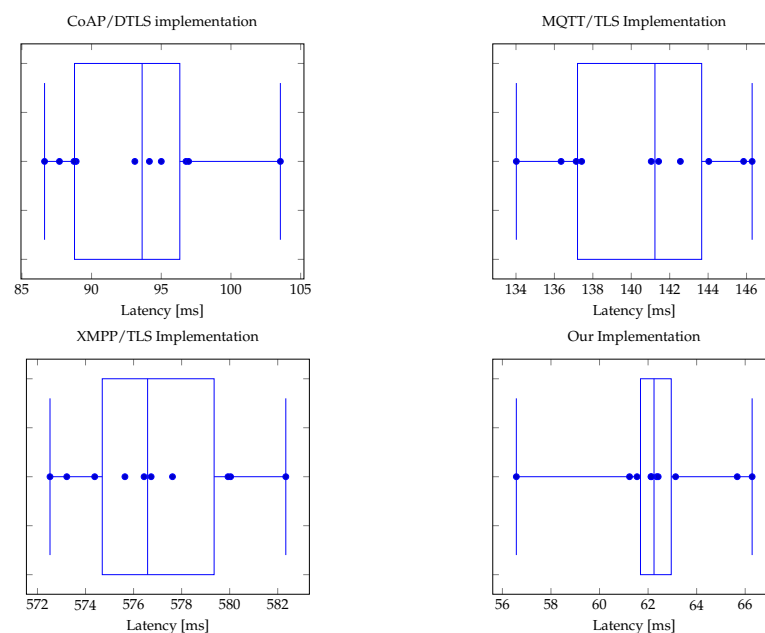 CoAP/DTLS implementation
85 90 95 100 105
Latency [ms]
MQTT/TLS Implementation
134 136 138 140 142 144 146
Latency [ms]
XMPP/TLS Implementation
572 574 576 578 580 582
Latency [ms]
Our Implementation
56 58 60 62 64 66
Latency [ms]